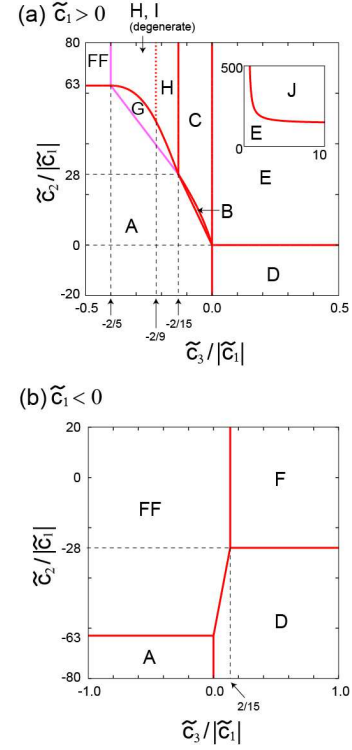 (a) c̃₁ > 0
H, I
(degenerate)
80
FF
63
H
G
C
500
J
E
0
10
28
E
B
A
0
D
-20
-0.5
0.0
0.5
-2/5
-2/15
-2/9
c̃₂/|c̃₁|
c̃₃/|c̃₁|
(b) c̃₁ < 0
20
F
0
FF
-28
D
-63
A
-80
-1.0
0.0
1.0
2/15
c̃₂/|c̃₁|
c̃₃/|c̃₁|